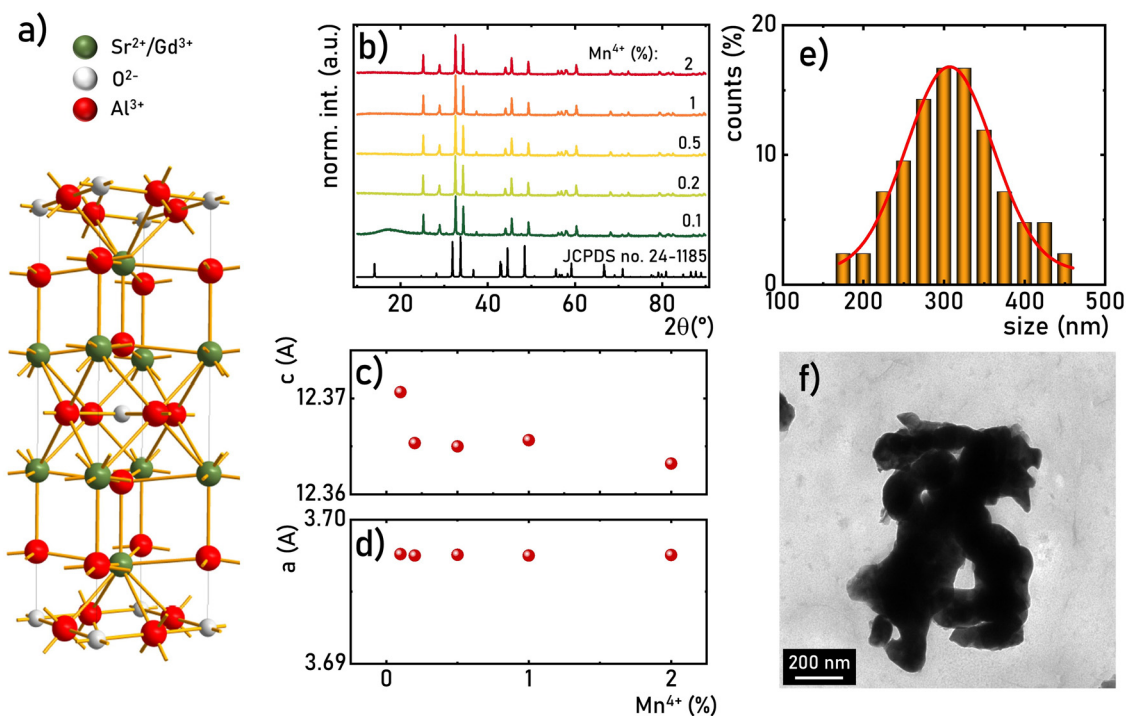 a)
Sr²⁺/Gd³⁺
O²⁻
Al³⁺
b)
Mn⁴⁺ (%):
2
1
0.5
0.2
0.1
JCPDS no. 24-1185
norm. int. (a.u.)
20 40 60 80
2θ(°)
c)
c (A)
12.37
12.36
d)
a (A)
3.70
3.69
0 1 2
Mn⁴⁺ (%)
e)
counts (%)
20
10
0
100 200 300 400 500
size (nm)
f)
200 nm